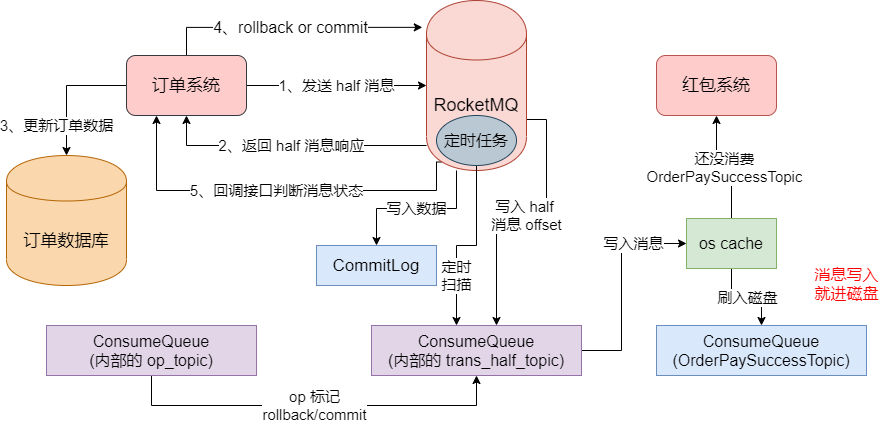 4、rollback or commit
订单系统
1、发送 half 消息
RocketMQ
定时任务
红包系统
3、更新订单数据
2、返回 half 消息响应
还没消费
OrderPaySuccessTopic
5、回调接口判断消息状态
写入数据
写入 half
消息 offset
订单数据库
CommitLog
定时
扫描
写入消息
os cache
消息写入
就进磁盘
刷入磁盘
ConsumeQueue
(内部的 op_topic)
ConsumeQueue
(内部的 trans_half_topic)
ConsumeQueue
(OrderPaySuccessTopic)
op 标记
rollback/commit